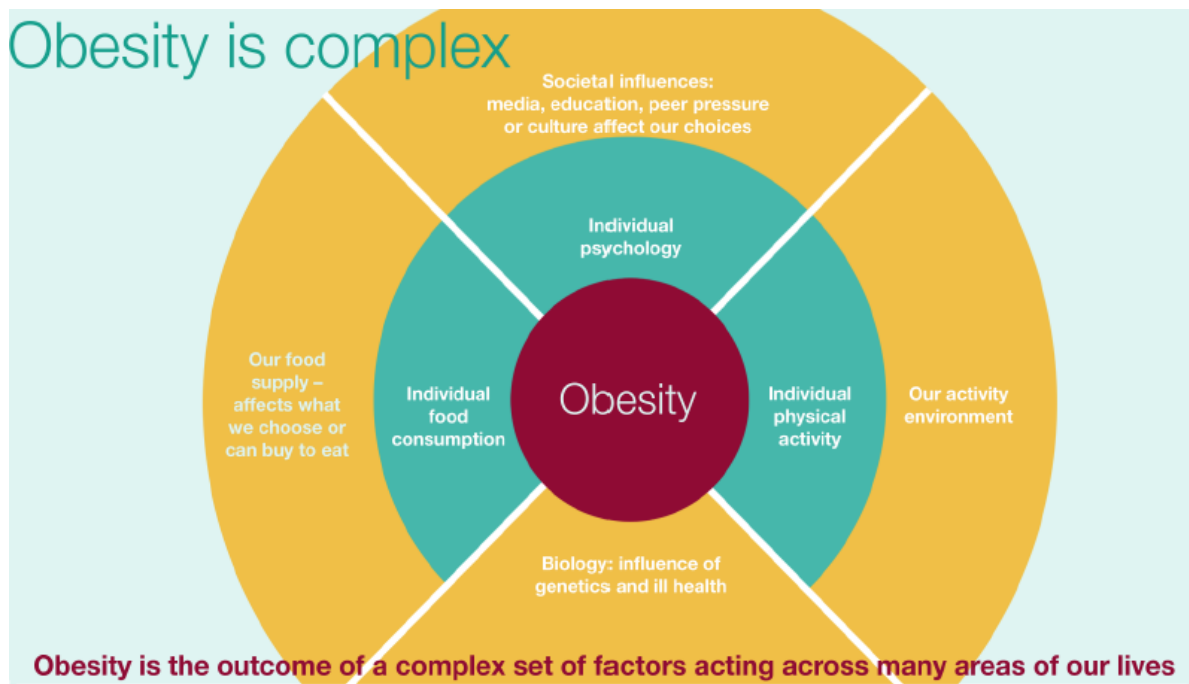 Obesity is complex
Societal influences:
media, education, peer pressure
or culture affect our choices
Individual
psychology
Our food
supply –
affects what
we choose or
can buy to eat
Individual
food
consumption
Obesity
Individual
physical
activity
Our activity
environment
Biology: influence of
genetics and ill health
Obesity is the outcome of a complex set of factors acting across many areas of our lives